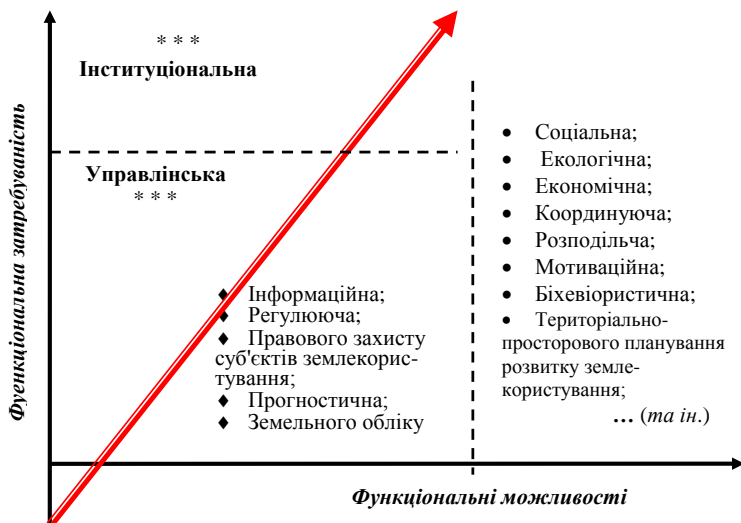 * * *
Інституціональна
Управлінська
* * *
Фуенкціональна затребуваність
♦ Інформаційна;
♦ Регулююча;
♦ Правового захисту
суб'єктів землекорис-
тування;
♦ Прогностична;
♦ Земельного обліку
• Соціальна;
• Екологічна;
• Економічна;
• Координуюча;
• Розподільча;
• Мотиваційна;
• Біхевіористична;
• Територіально-
просторового планування
розвитку земле-
користування;
... (та ін.)
Функціональні можливості